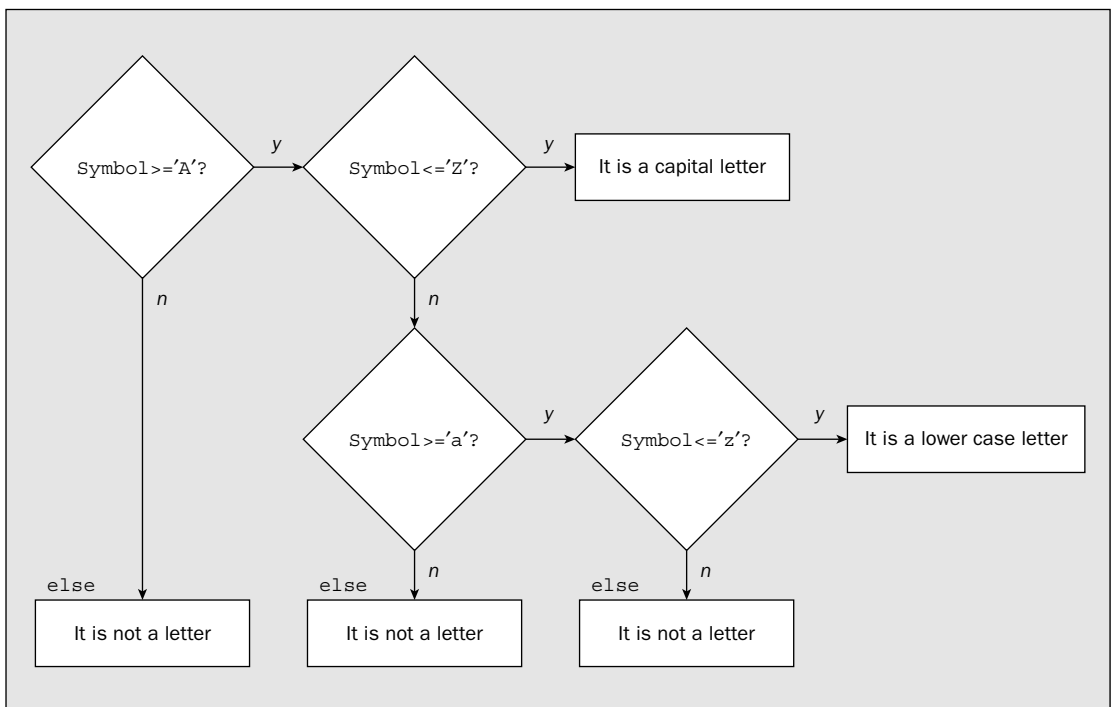 y
y
Symbol>=′A′?
Symbol<=′Z′?
It is a capital letter
n
n
y
y
Symbol>=′a′?
Symbol<=′z′?
It is a lower case letter
n
n
else
else
else
It is not a letter
It is not a letter
It is not a letter